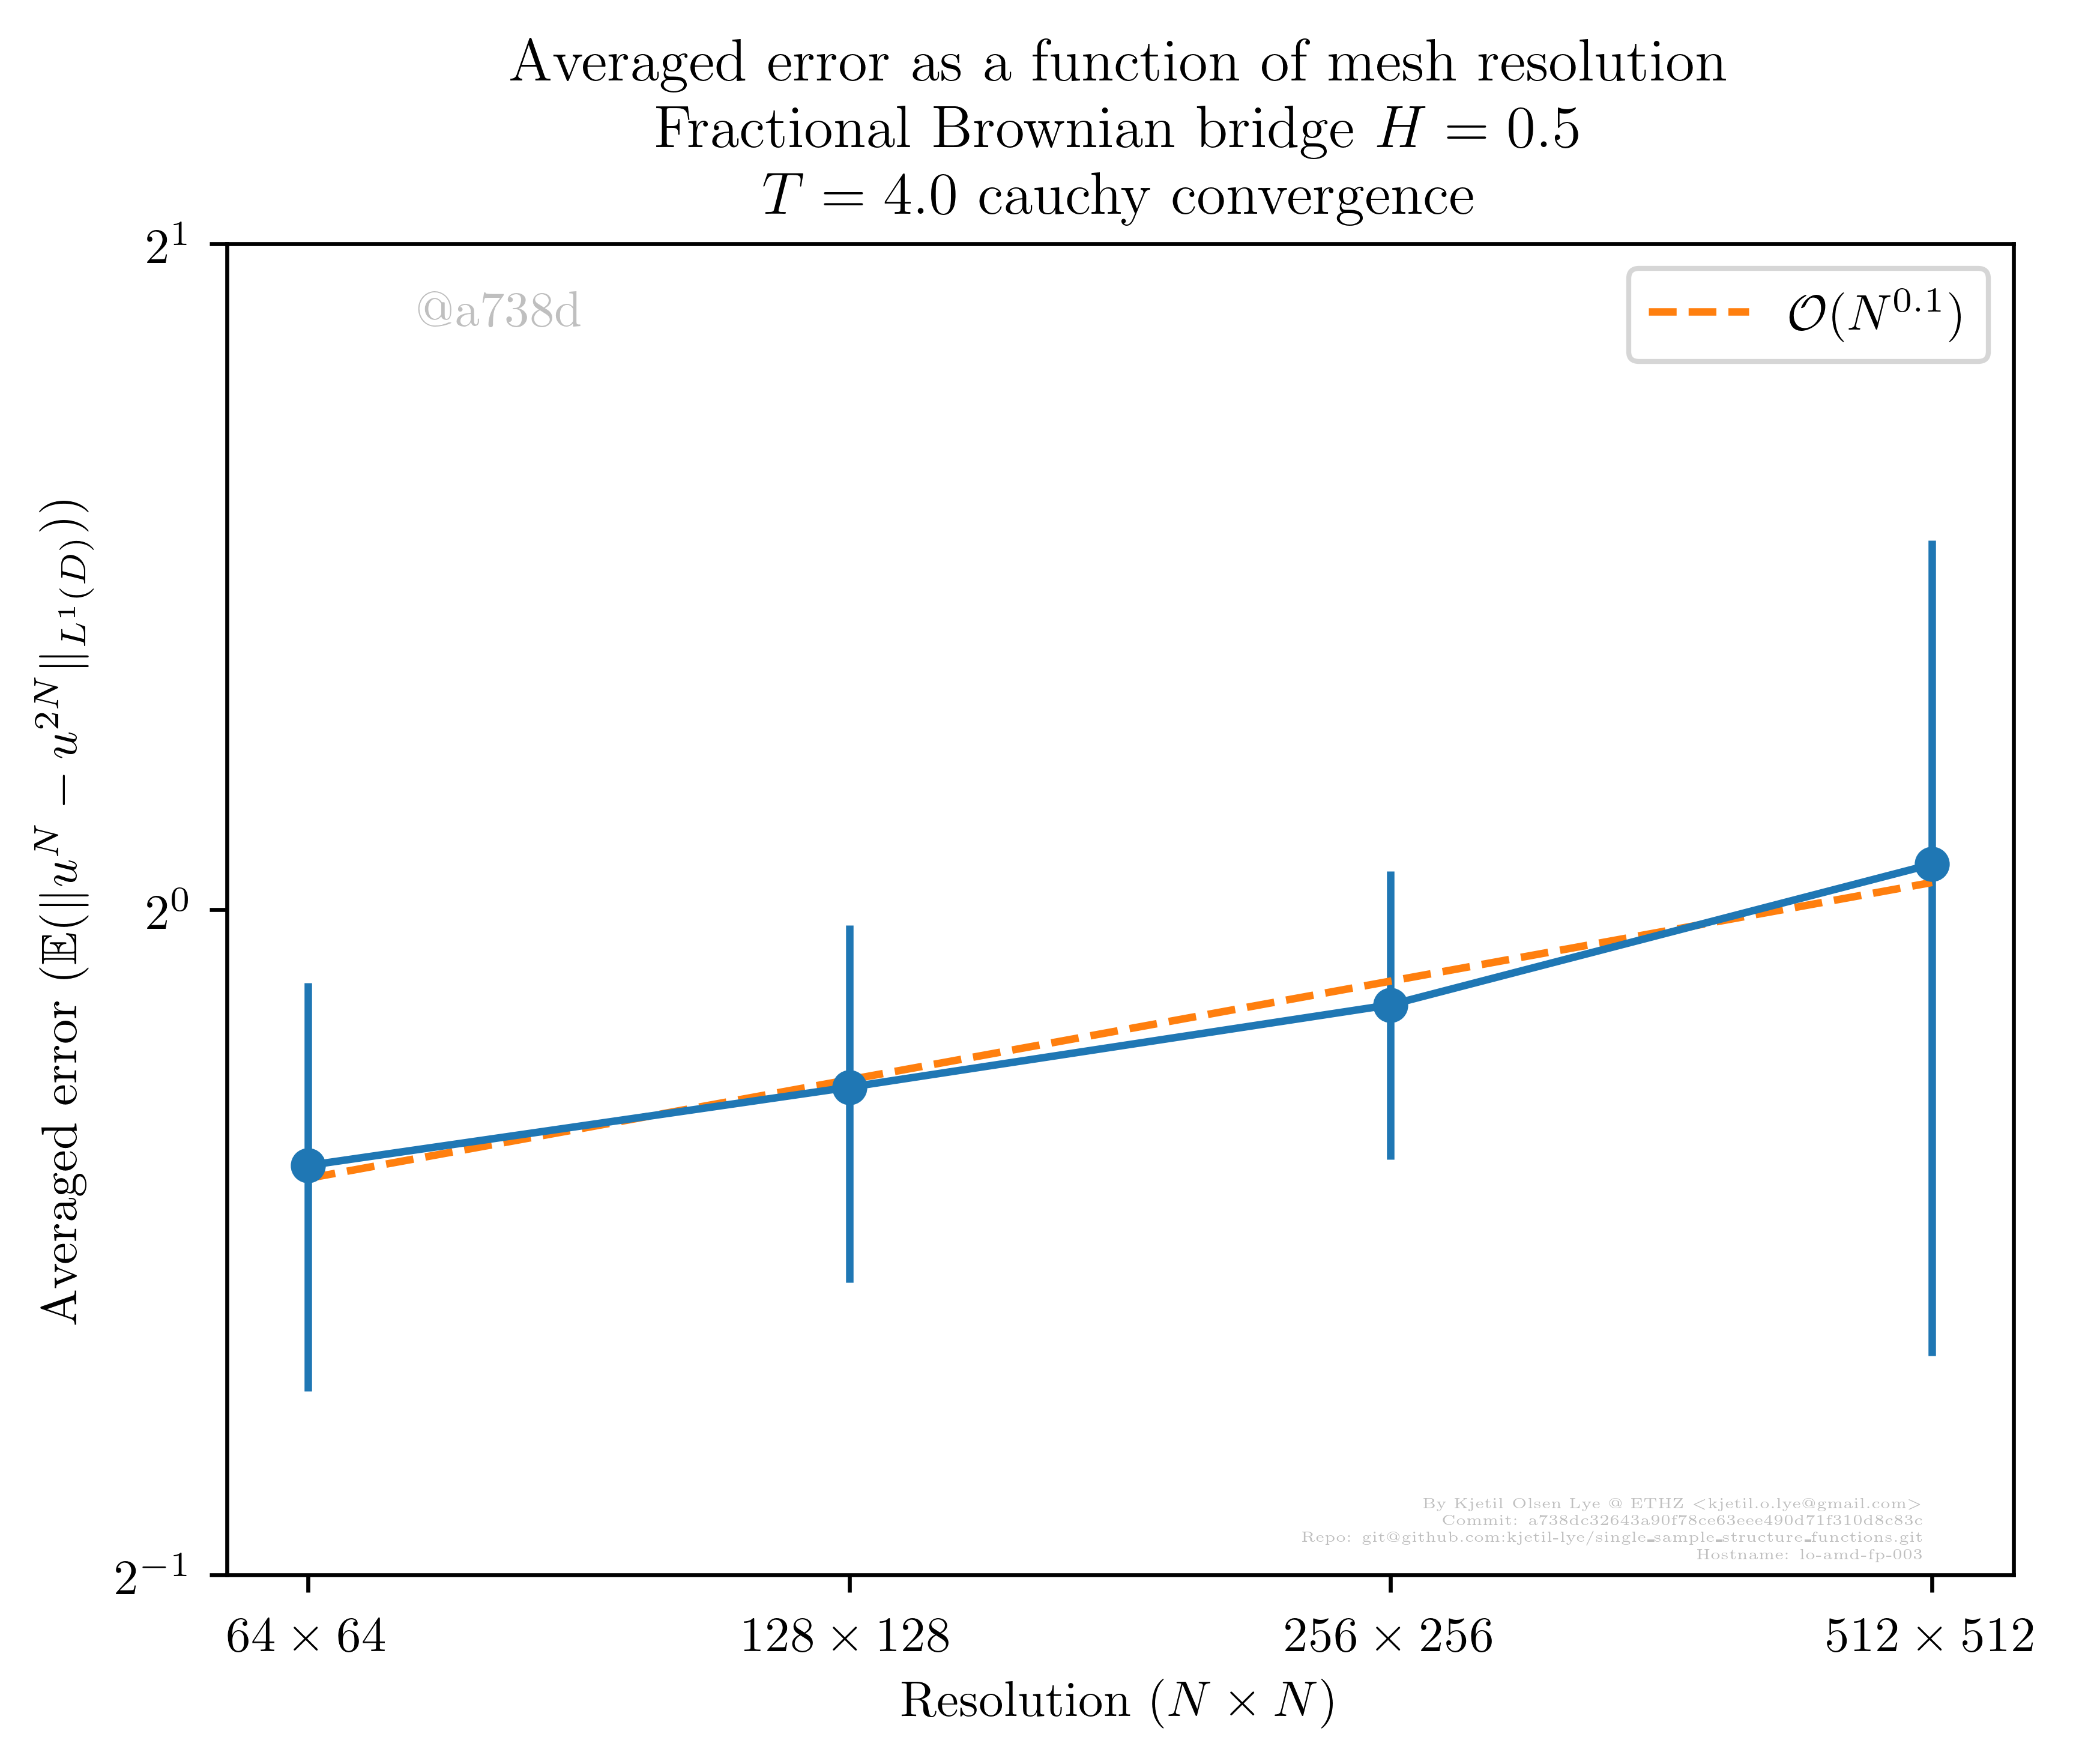 Averaged error as a function of mesh resolution
Fractional Brownian bridge H = 0.5
T = 4.0 cauchy convergence
2^1
@a738d
O(N^{0.1})
Averaged error (𝔼(||u^N − u^{2N}||_{L^1(D)}))
2^0
By Kjetil Olsen Lye @ ETHZ <kjetil.o.lye@gmail.com>
Commit: a738dc32643a90f78ce63eee490d71f310d8c83c
Repo: git@github.com:kjetil-lye/single_sample_structure_functions.git
Hostname: lo-amd-fp-003
2^{−1}
64 × 64 128 × 128 256 × 256 512 × 512
Resolution (N × N)